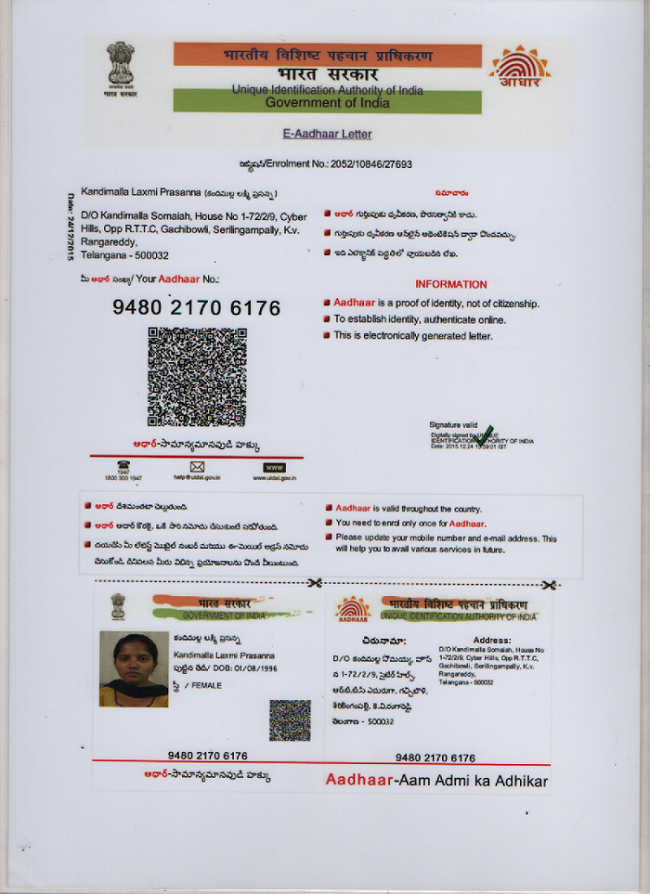 भारतीय विशिष्ट पहचान प्राधिकरण
भारत सरकार
Unique Identification Authority of India
Government of India
भारत सरकार
आधार
E-Aadhaar Letter
/Enrolment No.: 2052/10846/27693
Date: 24/12/2015
Kandimalla Laxmi Prasanna (కందిమల్ల లక్ష్మి ప్రసన్న)
D/O Kandimalla Somaiah, House No 1-72/2/9, Cyber
Hills, Opp R.T.T.C, Gachibowli, Serilingampally, K.v.
Rangareddy,
Telangana - 500032
మీ ఆధార్ సంఖ్య/ Your Aadhaar No.:
9480 2170 6176
ఆధార్-సామాన్యమానవుడి హక్కు
1947
1800 300 1947
help@uidai.gov.in
www
www.uidai.gov.in
సమాచారం
ఆధార్ గుర్తింపుకు ధృవీకరణ, పౌరసత్వానికి కాదు.
గుర్తింపుకు ధృవీకరణ ఆన్‌లైన్ అథెంటికేషన్ ద్వారా పొందవచ్చు.
ఇది ఎలక్ట్రానిక్ పద్ధతిలో వ్రాయబడిన లేఖ.
INFORMATION
Aadhaar is a proof of identity, not of citizenship.
To establish identity, authenticate online.
This is electronically generated letter.
Signature valid
Digitally signed by UNIQUE
IDENTIFICATION AUTHORITY OF INDIA
Date: 2015.12.24 IST
ఆధార్ దేశమంతటా చెల్లుతుంది.
ఆధార్ ఆధార్ కొరకై, ఒకే సారి నమోదు చేసుకుంటే సరిపోతుంది.
దయచేసి మీ లేటెస్ట్ మొబైల్ నంబర్ మరియు ఈ-మెయిల్ అడ్రస్ నమోదు
చేసుకోండి. దీనివలన మీరు విభిన్న ప్రయోజనాలను పొంది వీలుంటుంది.
Aadhaar is valid throughout the country.
You need to enrol only once for Aadhaar.
Please update your mobile number and e-mail address. This
will help you to avail various services in future.
भारत सरकार
GOVERNMENT OF INDIA
కందిమల్ల లక్ష్మి ప్రసన్న
Kandimalla Laxmi Prasanna
పుట్టిన తేదీ/ DOB: 01/08/1996
స్త్రీ / FEMALE
9480 2170 6176
ఆధార్-సామాన్యమానవుడి హక్కు
AADHAAR
भारतीय विशिष्ट पहचान प्राधिकरण
UNIQUE IDENTIFICATION AUTHORITY OF INDIA
చిరునామా:
D/O కందిమల్ల సోమయ్య, హౌస్
న 1-72/2/9, సైబర్ హిల్స్,
ఆర్.టి.టి.సి ఎదురుగా, గచ్చిబౌలి,
శేరిలింగంపల్లి, కె.వి.రంగారెడ్డి,
తెలంగాణ - 500032
Address:
D/O Kandimalla Somaiah, House No
1-72/2/9, Cyber Hills, Opp R.T.T.C,
Gachibowli, Serilingampally, K.v.
Rangareddy,
Telangana - 500032
9480 2170 6176
Aadhaar-Aam Admi ka Adhikar